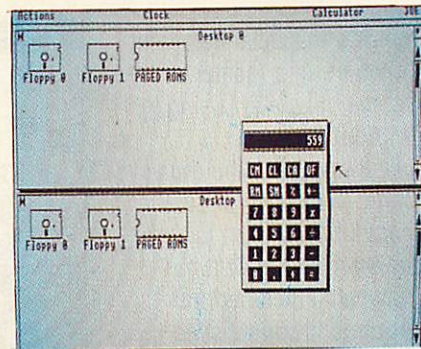 Actions Clock Calculator
Desktop 0
Floppy 0 Floppy 1 PAGED ROMS
559
CM CL CB OF
RM SM % +-
7 8 9 x
4 5 6 ÷
1 2 3 -
0 . + =
Desktop
Floppy 0 Floppy 1 PAGED ROMS